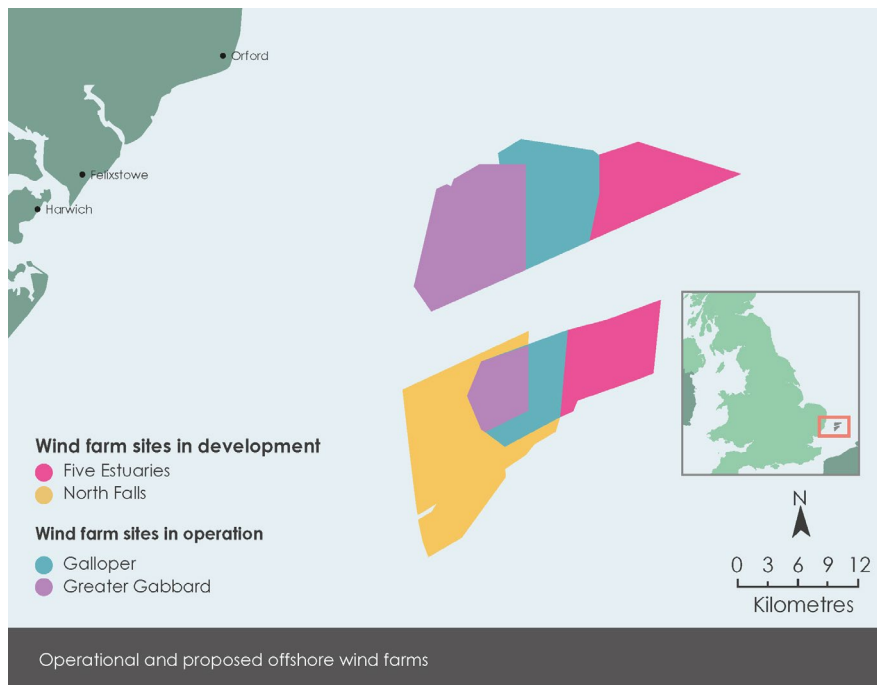 Orford
Felixstowe
Harwich
Wind farm sites in development
Five Estuaries
North Falls
Wind farm sites in operation
Galloper
Greater Gabbard
N
0 3 6 9 12
Kilometres
Operational and proposed offshore wind farms